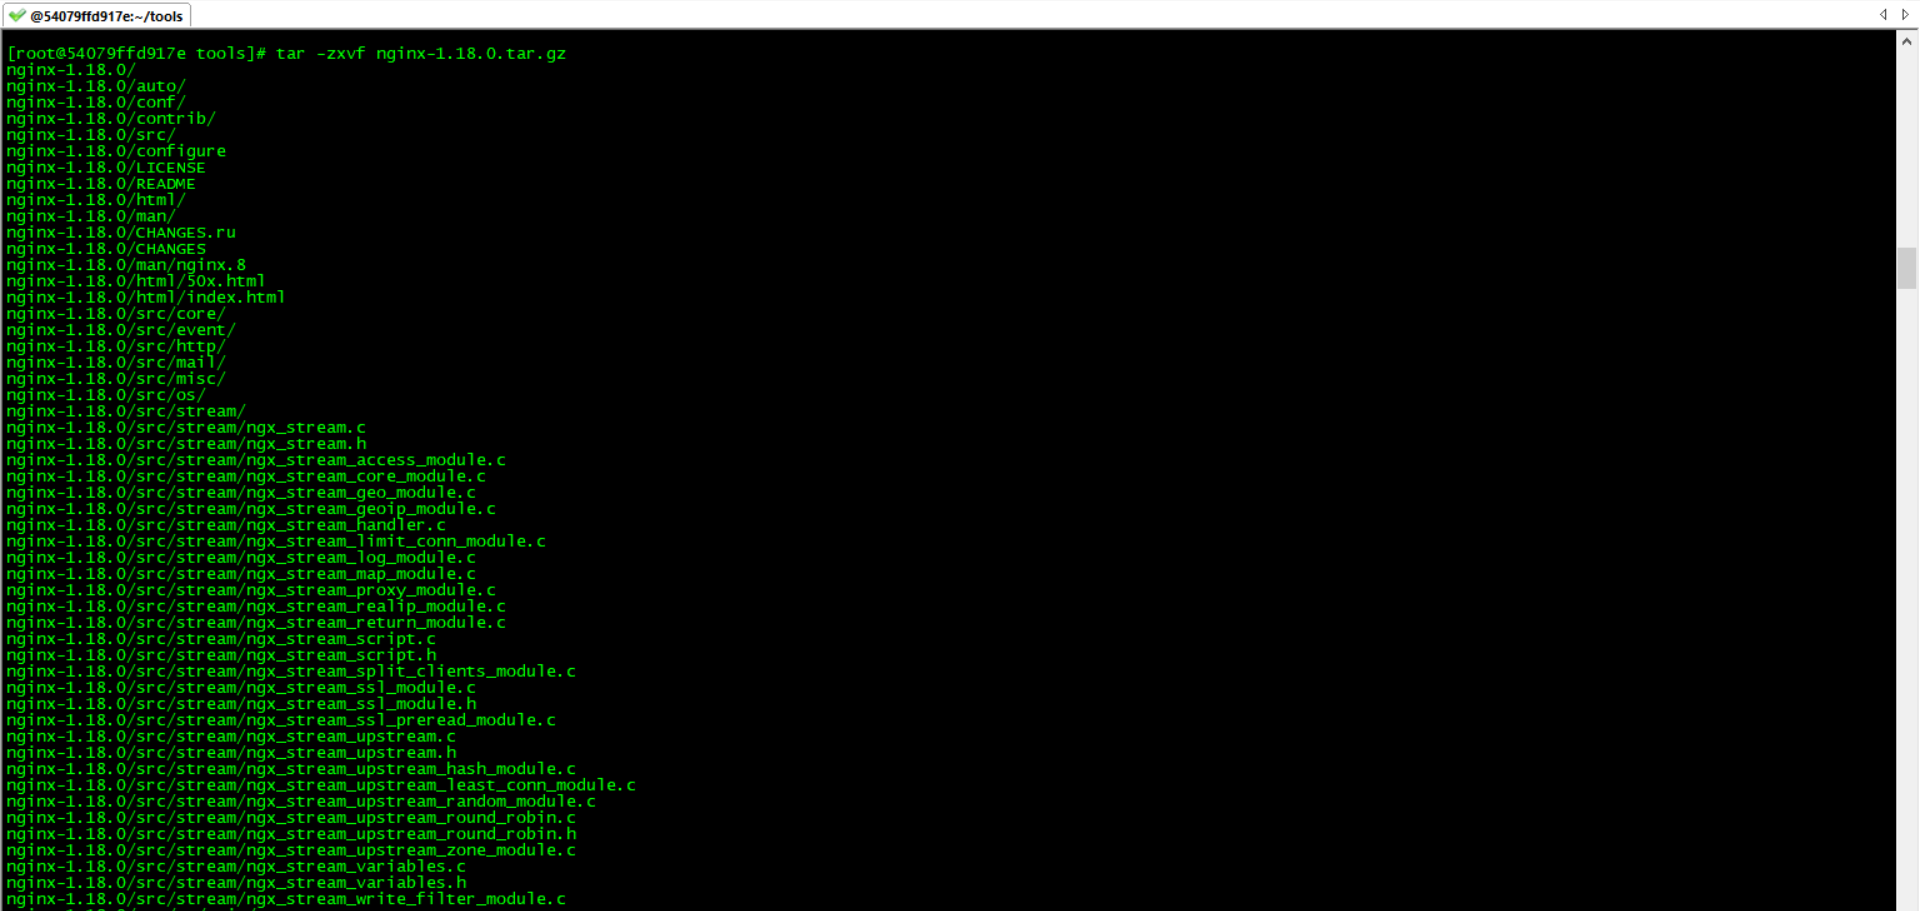 @54079ffd917e:~/tools
[root@54079ffd917e tools]# tar -zxvf nginx-1.18.0.tar.gz
nginx-1.18.0/
nginx-1.18.0/auto/
nginx-1.18.0/conf/
nginx-1.18.0/contrib/
nginx-1.18.0/src/
nginx-1.18.0/configure
nginx-1.18.0/LICENSE
nginx-1.18.0/README
nginx-1.18.0/html/
nginx-1.18.0/man/
nginx-1.18.0/CHANGES.ru
nginx-1.18.0/CHANGES
nginx-1.18.0/man/nginx.8
nginx-1.18.0/html/50x.html
nginx-1.18.0/html/index.html
nginx-1.18.0/src/core/
nginx-1.18.0/src/event/
nginx-1.18.0/src/http/
nginx-1.18.0/src/mail/
nginx-1.18.0/src/misc/
nginx-1.18.0/src/os/
nginx-1.18.0/src/stream/
nginx-1.18.0/src/stream/ngx_stream.c
nginx-1.18.0/src/stream/ngx_stream.h
nginx-1.18.0/src/stream/ngx_stream_access_module.c
nginx-1.18.0/src/stream/ngx_stream_core_module.c
nginx-1.18.0/src/stream/ngx_stream_geo_module.c
nginx-1.18.0/src/stream/ngx_stream_geoip_module.c
nginx-1.18.0/src/stream/ngx_stream_handler.c
nginx-1.18.0/src/stream/ngx_stream_limit_conn_module.c
nginx-1.18.0/src/stream/ngx_stream_log_module.c
nginx-1.18.0/src/stream/ngx_stream_map_module.c
nginx-1.18.0/src/stream/ngx_stream_proxy_module.c
nginx-1.18.0/src/stream/ngx_stream_realip_module.c
nginx-1.18.0/src/stream/ngx_stream_return_module.c
nginx-1.18.0/src/stream/ngx_stream_script.c
nginx-1.18.0/src/stream/ngx_stream_script.h
nginx-1.18.0/src/stream/ngx_stream_split_clients_module.c
nginx-1.18.0/src/stream/ngx_stream_ssl_module.c
nginx-1.18.0/src/stream/ngx_stream_ssl_module.h
nginx-1.18.0/src/stream/ngx_stream_ssl_preread_module.c
nginx-1.18.0/src/stream/ngx_stream_upstream.c
nginx-1.18.0/src/stream/ngx_stream_upstream.h
nginx-1.18.0/src/stream/ngx_stream_upstream_hash_module.c
nginx-1.18.0/src/stream/ngx_stream_upstream_least_conn_module.c
nginx-1.18.0/src/stream/ngx_stream_upstream_random_module.c
nginx-1.18.0/src/stream/ngx_stream_upstream_round_robin.c
nginx-1.18.0/src/stream/ngx_stream_upstream_round_robin.h
nginx-1.18.0/src/stream/ngx_stream_upstream_zone_module.c
nginx-1.18.0/src/stream/ngx_stream_variables.c
nginx-1.18.0/src/stream/ngx_stream_variables.h
nginx-1.18.0/src/stream/ngx_stream_write_filter_module.c